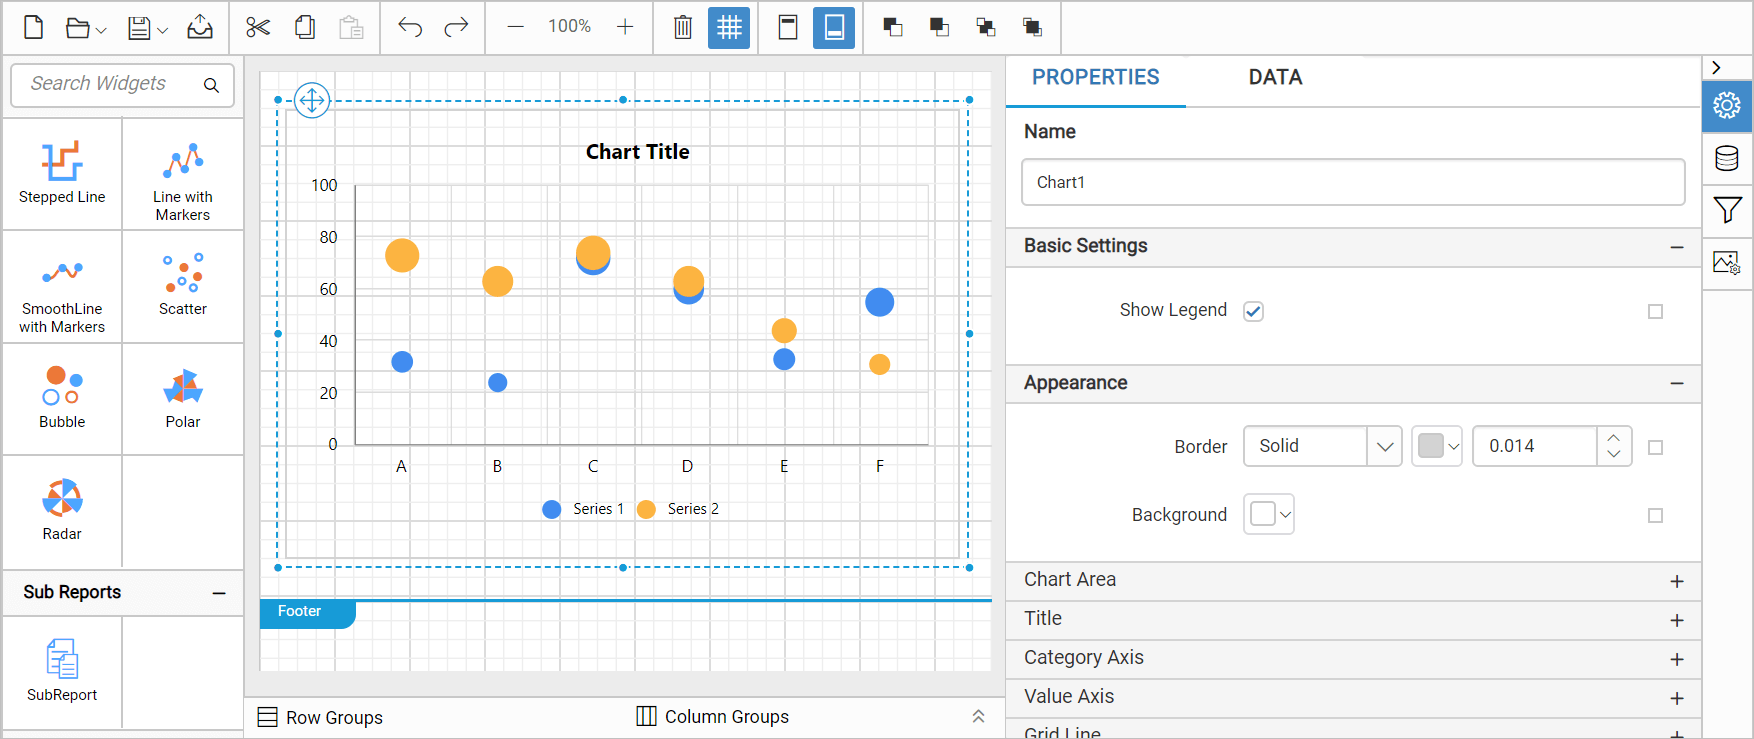 100%
Search Widgets
Stepped Line
Line with
Markers
SmoothLine
with Markers
Scatter
Bubble
Polar
Radar
Sub Reports
SubReport
Chart Title
100
80
60
40
20
0
A B C D E F
Series 1 Series 2
Footer
Row Groups
Column Groups
PROPERTIES DATA
Name
Chart1
Basic Settings
Show Legend
Appearance
Border Solid 0.014
Background
Chart Area
Title
Category Axis
Value Axis
Grid Line